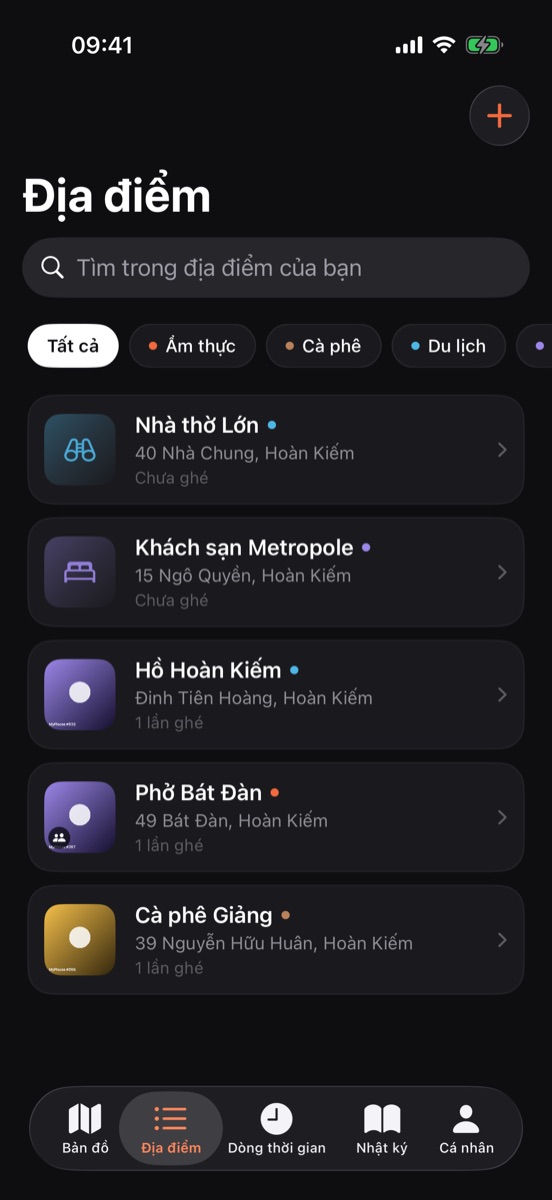 09:41
Địa điểm
Tìm trong địa điểm của bạn
Tất cả
Ẩm thực
Cà phê
Du lịch
Nhà thờ Lớn
40 Nhà Chung, Hoàn Kiếm
Chưa ghé
Khách sạn Metropole
15 Ngô Quyền, Hoàn Kiếm
Chưa ghé
Hồ Hoàn Kiếm
Đinh Tiên Hoàng, Hoàn Kiếm
1 lần ghé
Phở Bát Đàn
49 Bát Đàn, Hoàn Kiếm
1 lần ghé
Cà phê Giảng
39 Nguyễn Hữu Huân, Hoàn Kiếm
1 lần ghé
Bản đồ
Địa điểm
Dòng thời gian
Nhật ký
Cá nhân